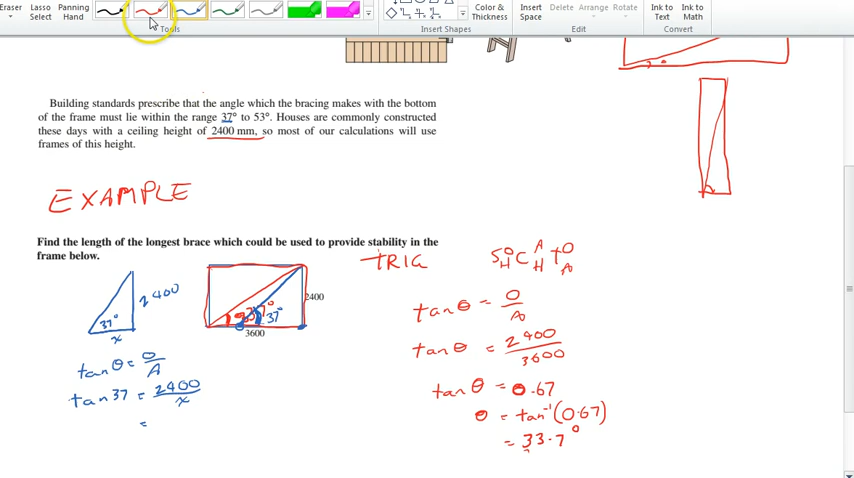 Eraser Lasso Select Panning Hand Color & Thickness Insert Space Delete Arrange Rotate Ink to Text Ink to Math
Tools Insert Shapes Edit Convert
Building standards prescribe that the angle which the bracing makes with the bottom
of the frame must lie within the range 37° to 53°. Houses are commonly constructed
these days with a ceiling height of 2400 mm, so most of our calculations will use
frames of this height.
EXAMPLE
Find the length of the longest brace which could be used to provide stability in the
frame below.
TRIG
SOH CAH TOA
2400
37°
x
2400
37°
3600
tan θ = O/A
tan 37 = 2400/x
=
tan θ = O/A
tan θ = 2400/3600
tan θ = 0.67
θ = tan⁻¹(0.67)
= 33.7°